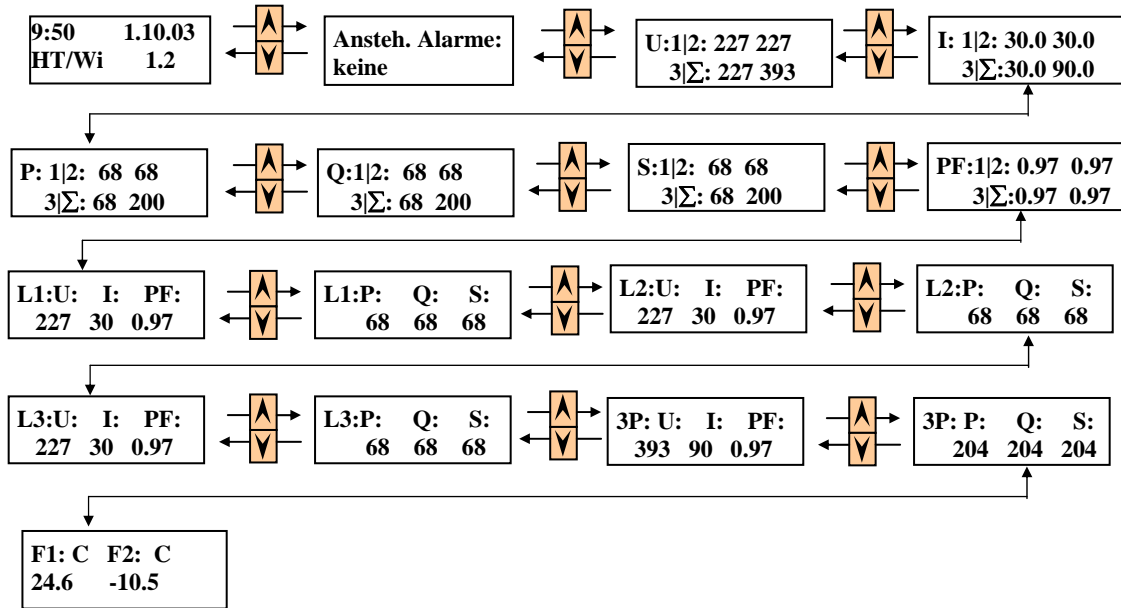 9:50 1.10.03
HT/Wi 1.2
Ansteh. Alarme:
keine
U:1|2: 227 227
3|Σ: 227 393
I: 1|2: 30.0 30.0
3|Σ:30.0 90.0
P: 1|2: 68 68
3|Σ: 68 200
Q:1|2: 68 68
3|Σ: 68 200
S:1|2: 68 68
3|Σ: 68 200
PF:1|2: 0.97 0.97
3|Σ:0.97 0.97
L1:U: I: PF:
227 30 0.97
L1:P: Q: S:
68 68 68
L2:U: I: PF:
227 30 0.97
L2:P: Q: S:
68 68 68
L3:U: I: PF:
227 30 0.97
L3:P: Q: S:
68 68 68
3P: U: I: PF:
393 90 0.97
3P: P: Q: S:
204 204 204
F1: C F2: C
24.6 -10.5